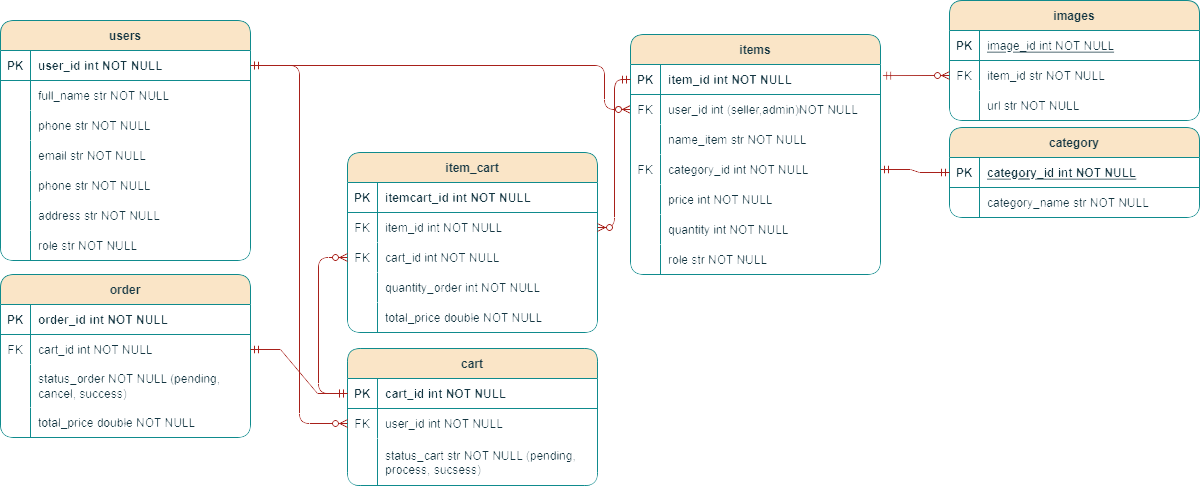 users
PK user_id int NOT NULL
full_name str NOT NULL
phone str NOT NULL
email str NOT NULL
phone str NOT NULL
address str NOT NULL
role str NOT NULL
order
PK order_id int NOT NULL
FK cart_id int NOT NULL
status_order NOT NULL (pending,
cancel, success)
total_price double NOT NULL
item_cart
PK itemcart_id int NOT NULL
FK item_id int NOT NULL
FK cart_id int NOT NULL
quantity_order int NOT NULL
total_price double NOT NULL
cart
PK cart_id int NOT NULL
FK user_id int NOT NULL
status_cart str NOT NULL (pending,
process, sucsess)
items
PK item_id int NOT NULL
FK user_id int (seller,admin)NOT NULL
name_item str NOT NULL
FK category_id int NOT NULL
price int NOT NULL
quantity int NOT NULL
role str NOT NULL
images
PK image_id int NOT NULL
FK item_id str NOT NULL
url str NOT NULL
category
PK category_id int NOT NULL
category_name str NOT NULL